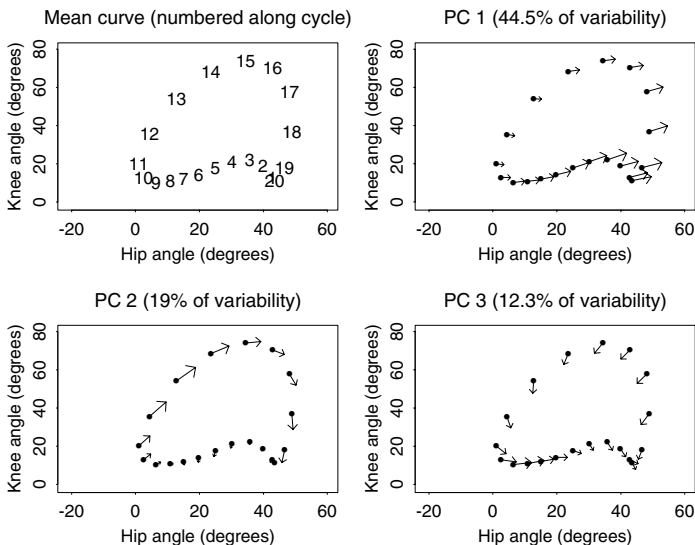 Mean curve (numbered along cycle)
Knee angle (degrees)
0 20 40 60 80
15
14
16
17
13
12
18
11
3
4
2
19
5
10
9
8
7
6
1
20
-20 0 20 40 60
Hip angle (degrees)
PC 1 (44.5% of variability)
Knee angle (degrees)
0 20 40 60 80
-20 0 20 40 60
Hip angle (degrees)
PC 2 (19% of variability)
Knee angle (degrees)
0 20 40 60 80
-20 0 20 40 60
Hip angle (degrees)
PC 3 (12.3% of variability)
Knee angle (degrees)
0 20 40 60 80
-20 0 20 40 60
Hip angle (degrees)